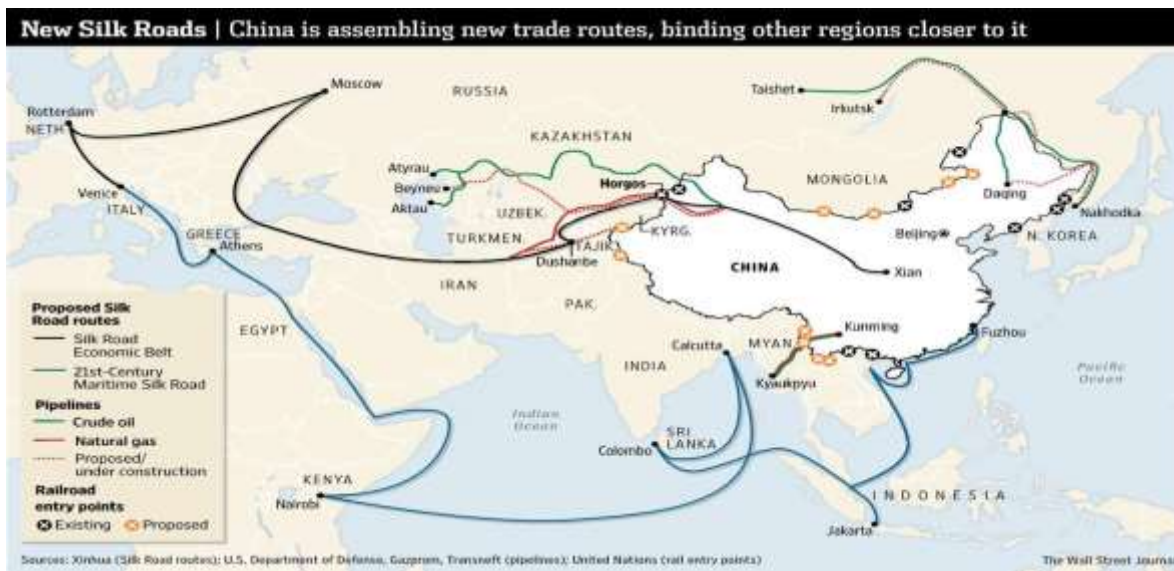 New Silk Roads | China is assembling new trade routes, binding other regions closer to it
Moscow
RUSSIA
Taishet
Irkutsk
Rotterdam
NETH.
KAZAKHSTAN
Atyrau
Beyneu
Aktau
Horgos
MONGOLIA
Daqing
Nakhodka
Venice
ITALY
UZBEK.
GREECE
Athens
TURKMEN.
TAJIK.
KYRG.
Dushanbe
Beijing
N. KOREA
CHINA
Xian
IRAN
PAK.
EGYPT
Calcutta
MYAN.
Kunming
Fuzhou
INDIA
Kyaukpyu
Pacific
Ocean
Indian
Ocean
SRI
LANKA
Colombo
KENYA
Nairobi
INDONESIA
Jakarta
Proposed Silk
Road routes
Silk Road
Economic Belt
21st-Century
Maritime Silk Road
Pipelines
Crude oil
Natural gas
Proposed/
under construction
Railroad
entry points
Existing Proposed
Sources: Xinhua (Silk Road routes); U.S. Department of Defense, Gazprom, Transneft (pipelines); United Nations (rail entry points)
The Wall Street Journ